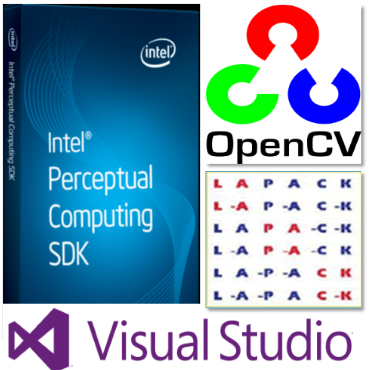 Intel® Perceptual Computing SDK
intel
Intel®
Perceptual
Computing
SDK
OpenCV
L A P A C K
L -A P -A C -K
L A P A -C -K
L -A P -A -C K
L A -P -A C K
L -A -P A C -K
Visual Studio